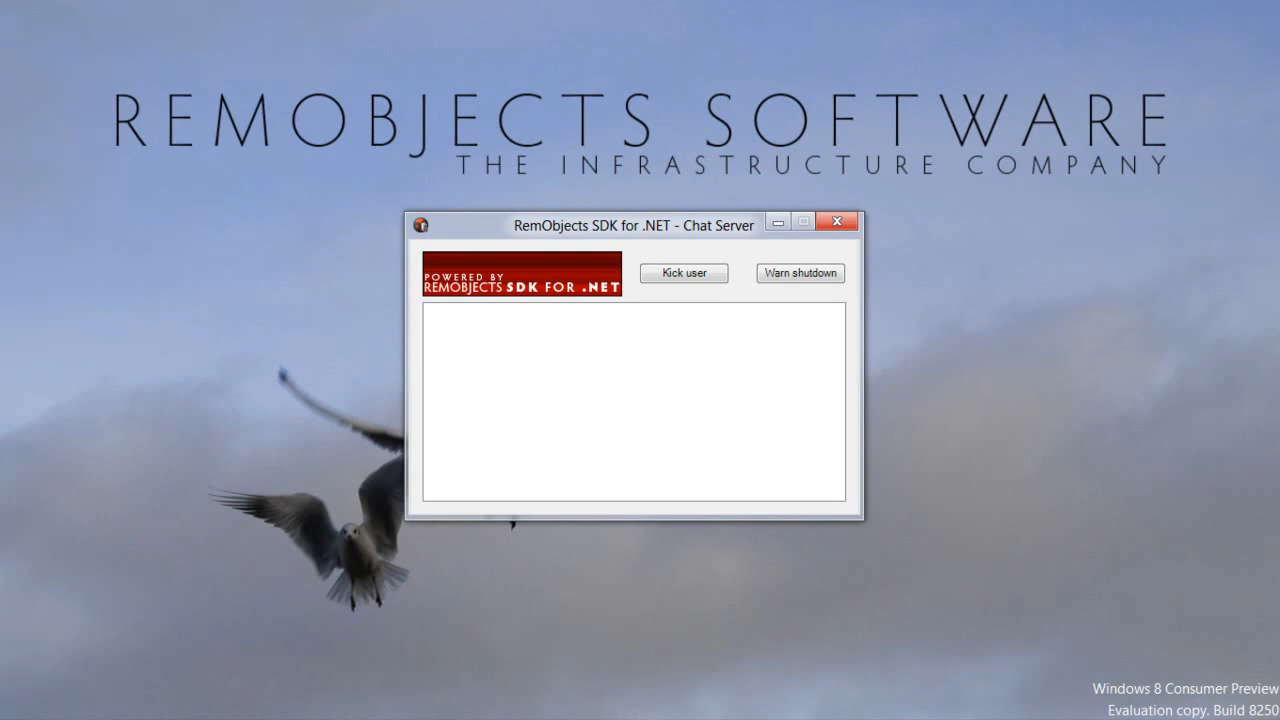 REMOBJECTS SOFTWARE
THE INFRASTRUCTURE COMPANY
RemObjects SDK for .NET - Chat Server
POWERED BY
REMOBJECTS SDK FOR .NET
Kick user
Warn shutdown
Windows 8 Consumer Preview
Evaluation copy. Build 8250